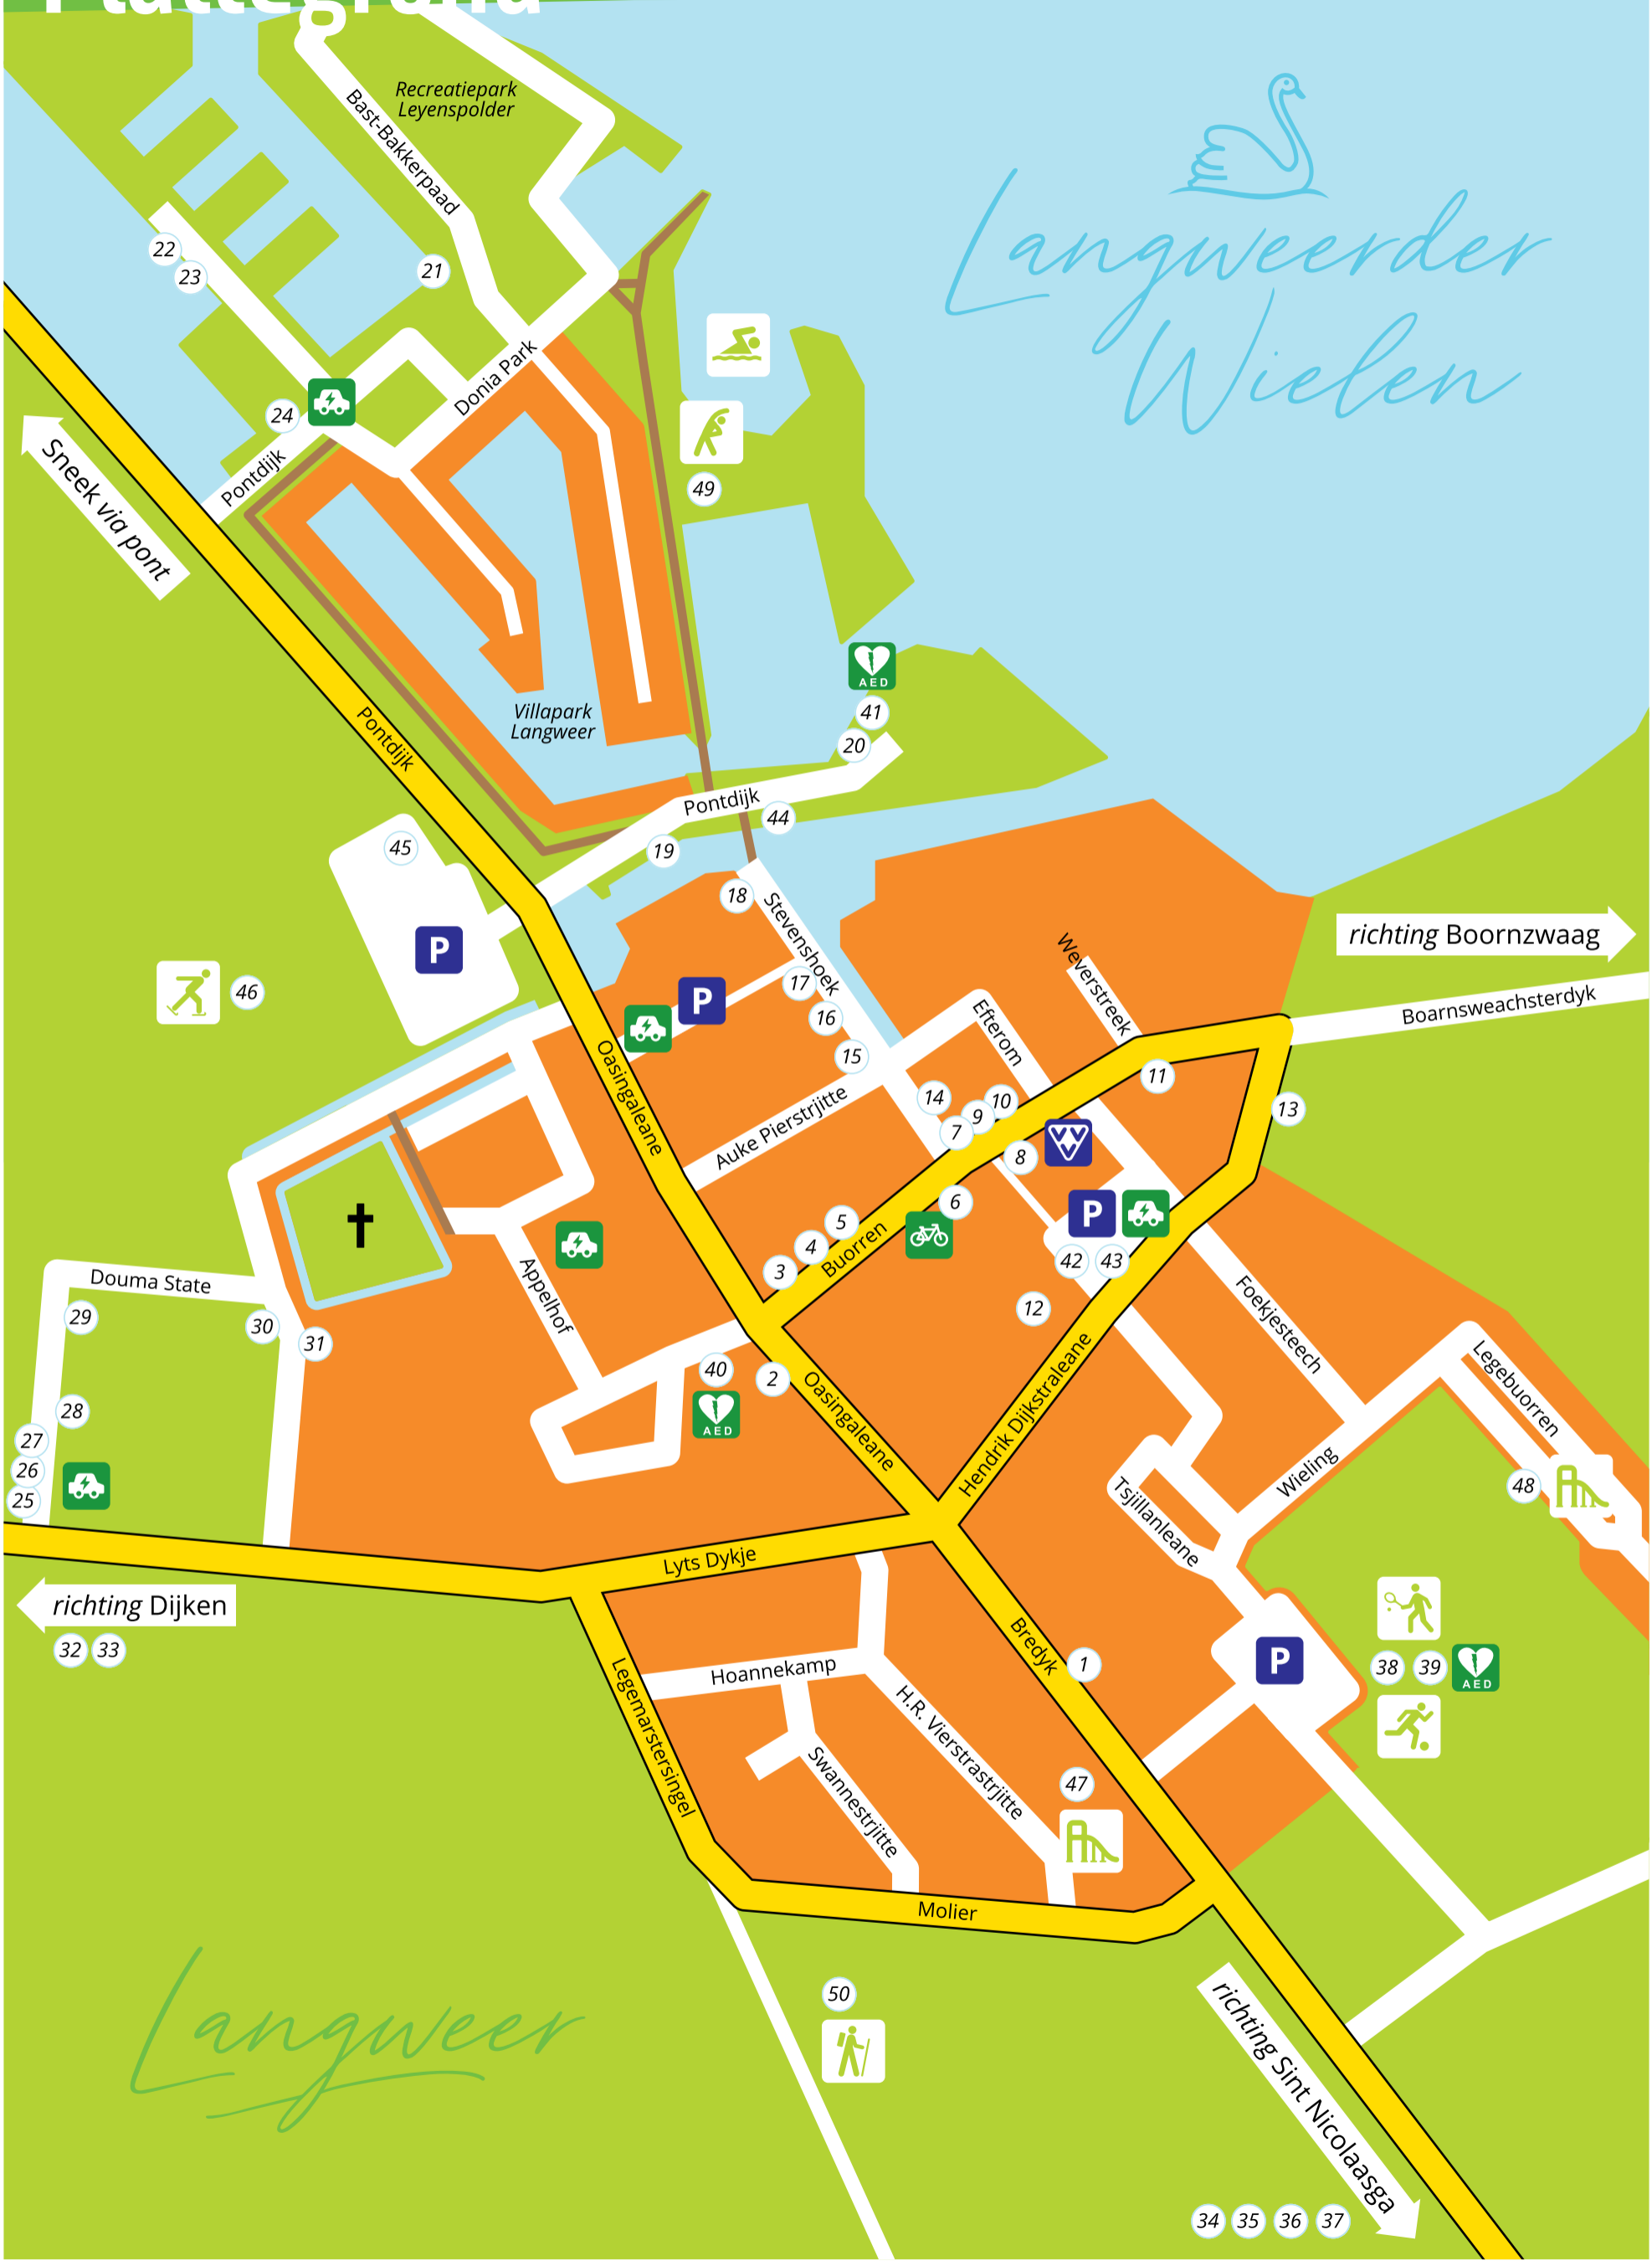 Plattegrond
Recreatiepark
Leyenspolder
Bast-Bakkerpaad
Langweerder
Wielen
22
23
21
24
Donia Park
Pontdijk
Sneek via pont
49
Villapark
Langweer
Pontdijk
AED
41
20
Pontdijk
44
19
45
P
18
Stevenshoek
17
16
15
46
P
Oasingaleane
Auke Pierstrjitte
Efterom
Weverstreek
richting Boornzwaag
Boarnsweachsterdyk
14
10
9
7
8
11
13
6
5
4
3
Buorren
P
42
43
12
Appelhof
Douma State
29
30
31
28
27
26
25
40
AED
2
Oasingaleane
Hendrik Dijkstraleane
Foekjesteech
Legebuorren
Wieling
48
Tsjillanleane
Lyts Dykje
richting Dijken
32
33
Hoannekamp
Legemarstersingel
Swannestrjitte
H.R. Vierstrastrjitte
Bredyk
1
P
38
39
AED
47
Molier
Langweer
50
richting Sint Nicolaasga
34
35
36
37